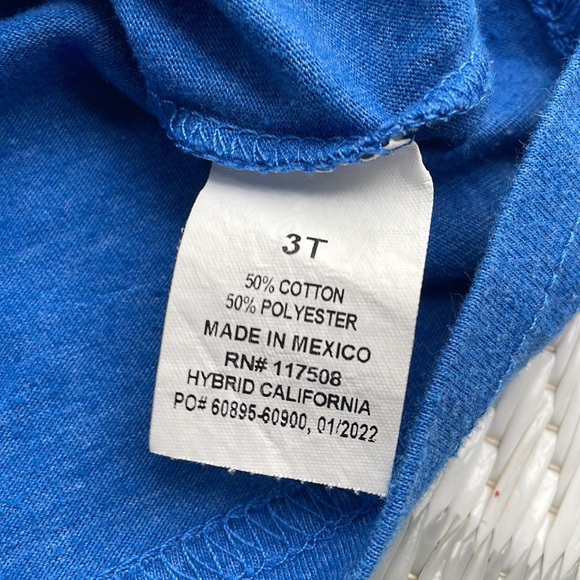 3T
50% COTTON
50% POLYESTER
MADE IN MEXICO
RN# 117508
HYBRID CALIFORNIA
PO# 60895-60900, 01/2022